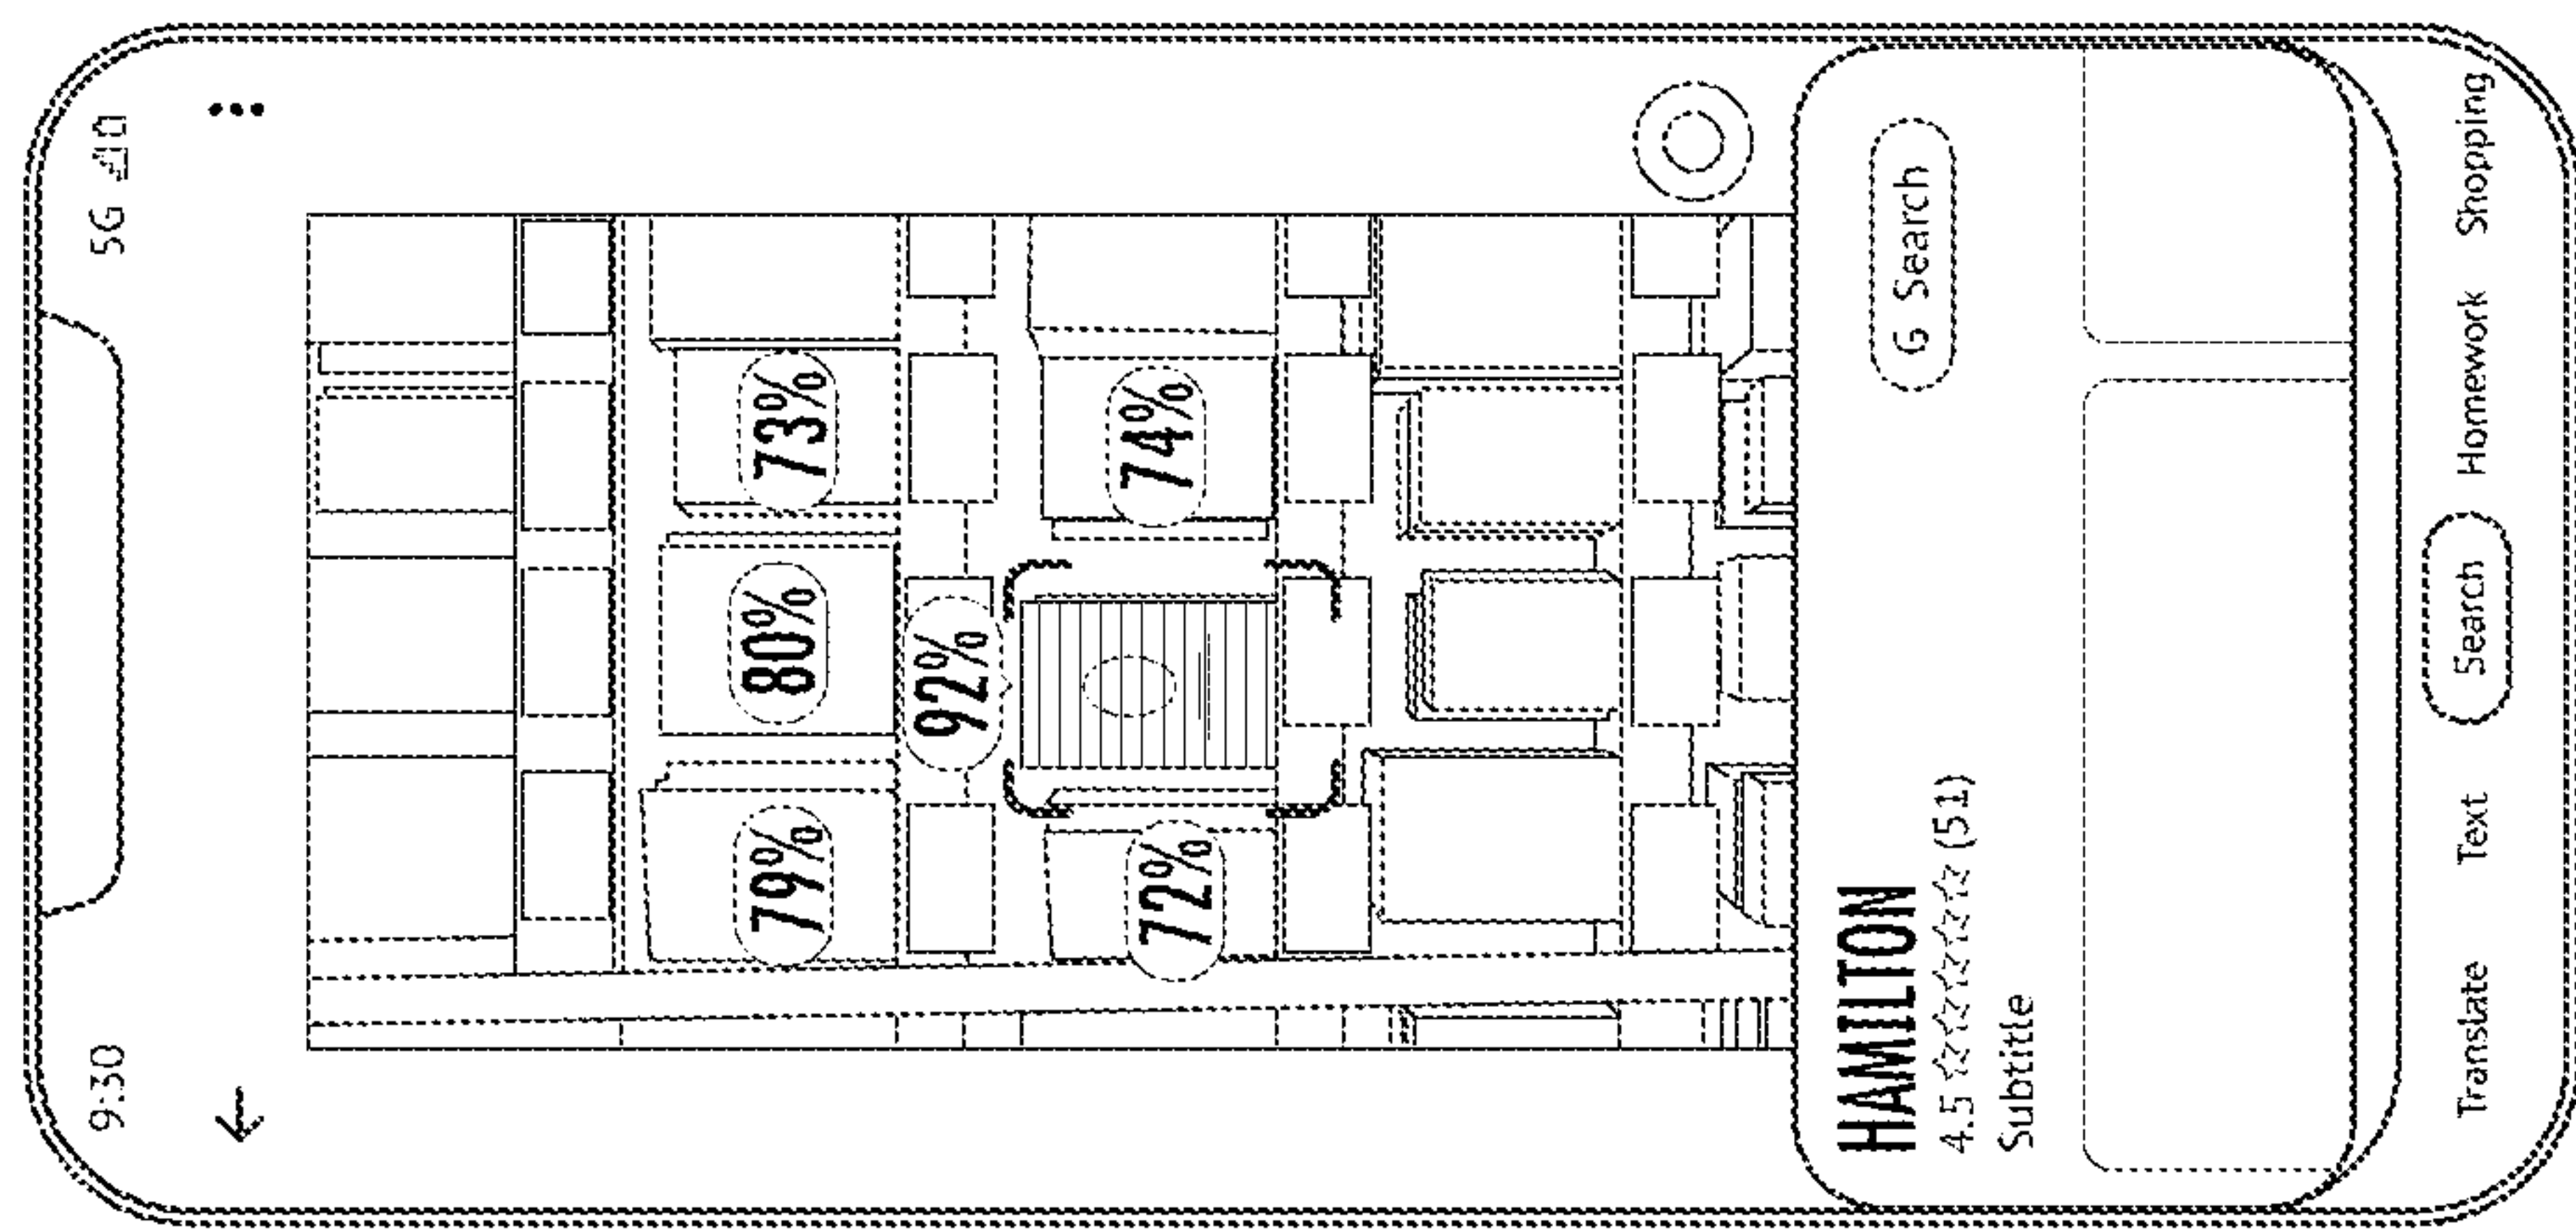 9:30 5G
79% 80% 73%
92%
72% 74%
HAMILTON
G Search
4.5 ☆☆☆☆☆ (51)
Subtitle
Translate Text Search Homework Shopping